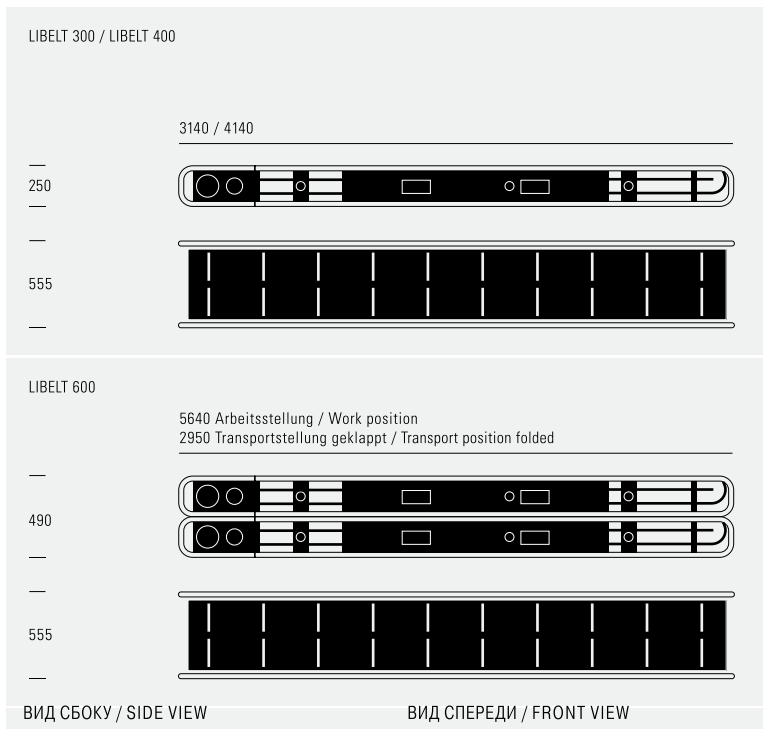 LIBELT 300 / LIBELT 400
3140 / 4140
250
555
LIBELT 600
5640 Arbeitsstellung / Work position
2950 Transportstellung geklappt / Transport position folded
490
555
ВИД СБОКУ / SIDE VIEW
ВИД СПЕРЕДИ / FRONT VIEW